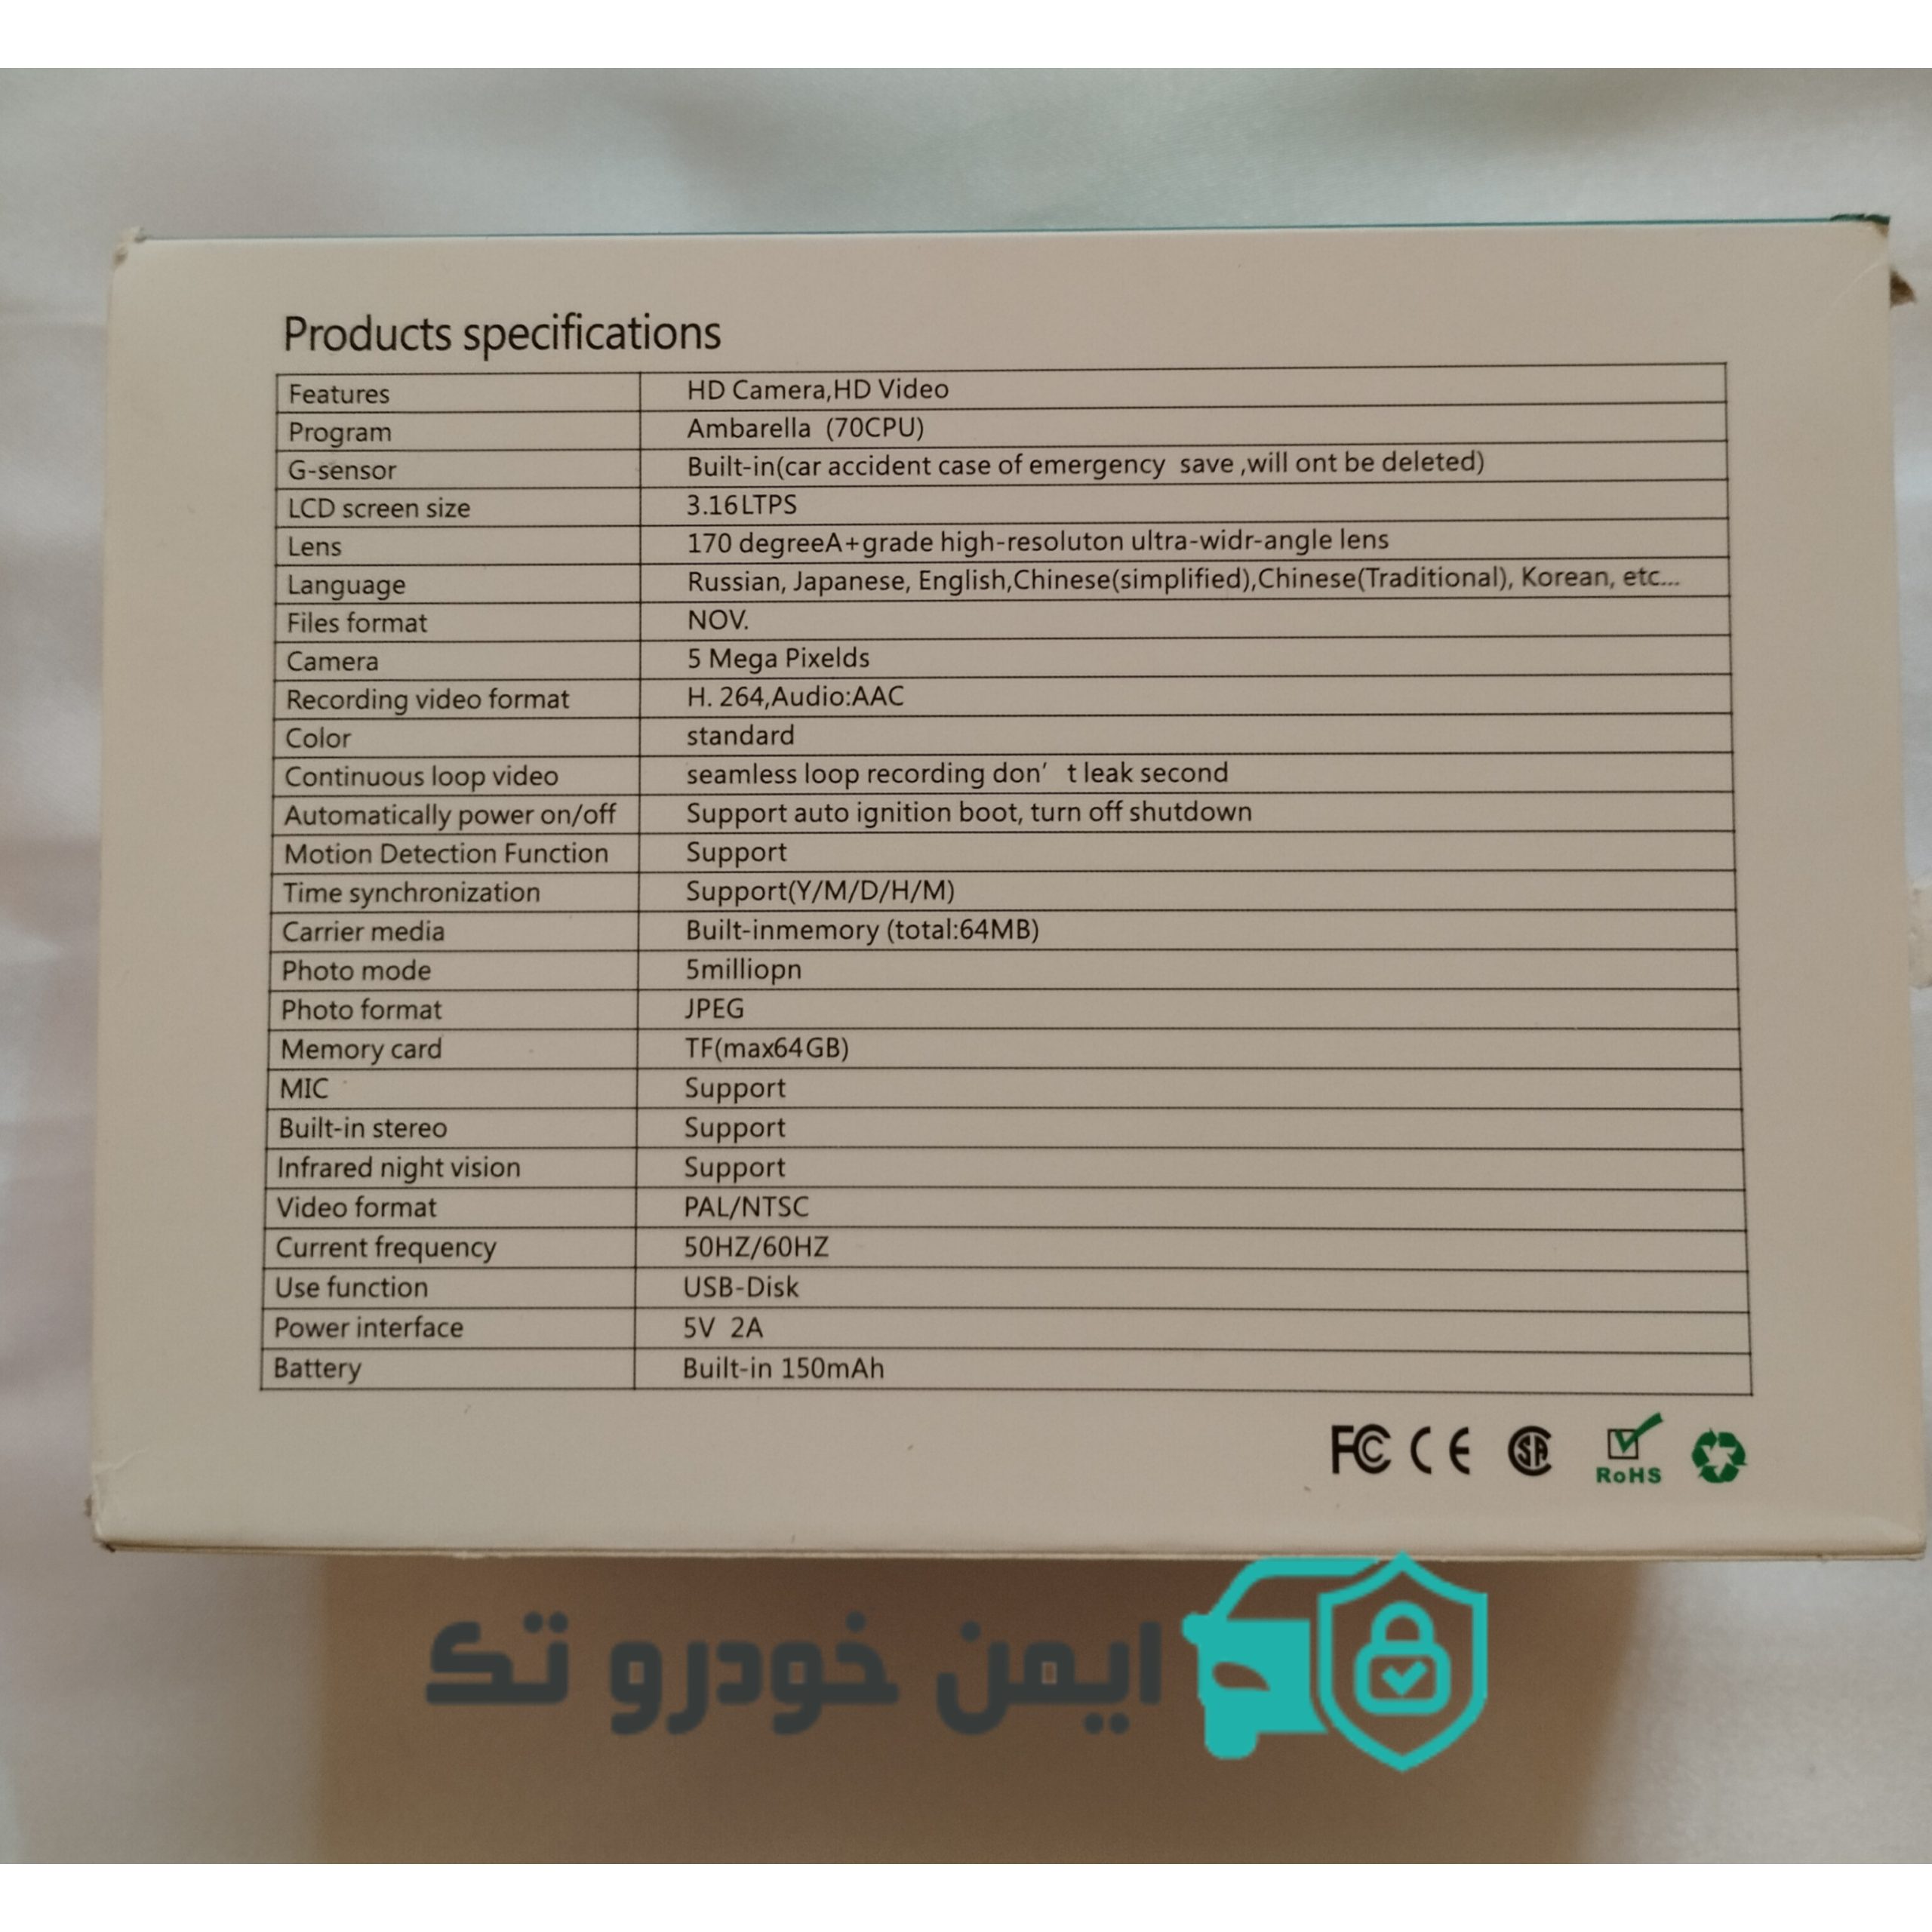 Products specifications
Features HD Camera,HD Video
Program Ambarella (70CPU)
G-sensor Built-in(car accident case of emergency save ,will ont be deleted)
LCD screen size 3.16LTPS
Lens 170 degreeA+grade high-resoluton ultra-widr-angle lens
Language Russian, Japanese, English,Chinese(simplified),Chinese(Traditional), Korean, etc...
Files format NOV.
Camera 5 Mega Pixelds
Recording video format H. 264,Audio:AAC
Color standard
Continuous loop video seamless loop recording don’ t leak second
Automatically power on/off Support auto ignition boot, turn off shutdown
Motion Detection Function Support
Time synchronization Support(Y/M/D/H/M)
Carrier media Built-inmemory (total:64MB)
Photo mode 5milliopn
Photo format JPEG
Memory card TF(max64GB)
MIC Support
Built-in stereo Support
Infrared night vision Support
Video format PAL/NTSC
Current frequency 50HZ/60HZ
Use function USB-Disk
Power interface 5V 2A
Battery Built-in 150mAh
FC CE SA RoHS
ایمن خودرو تک